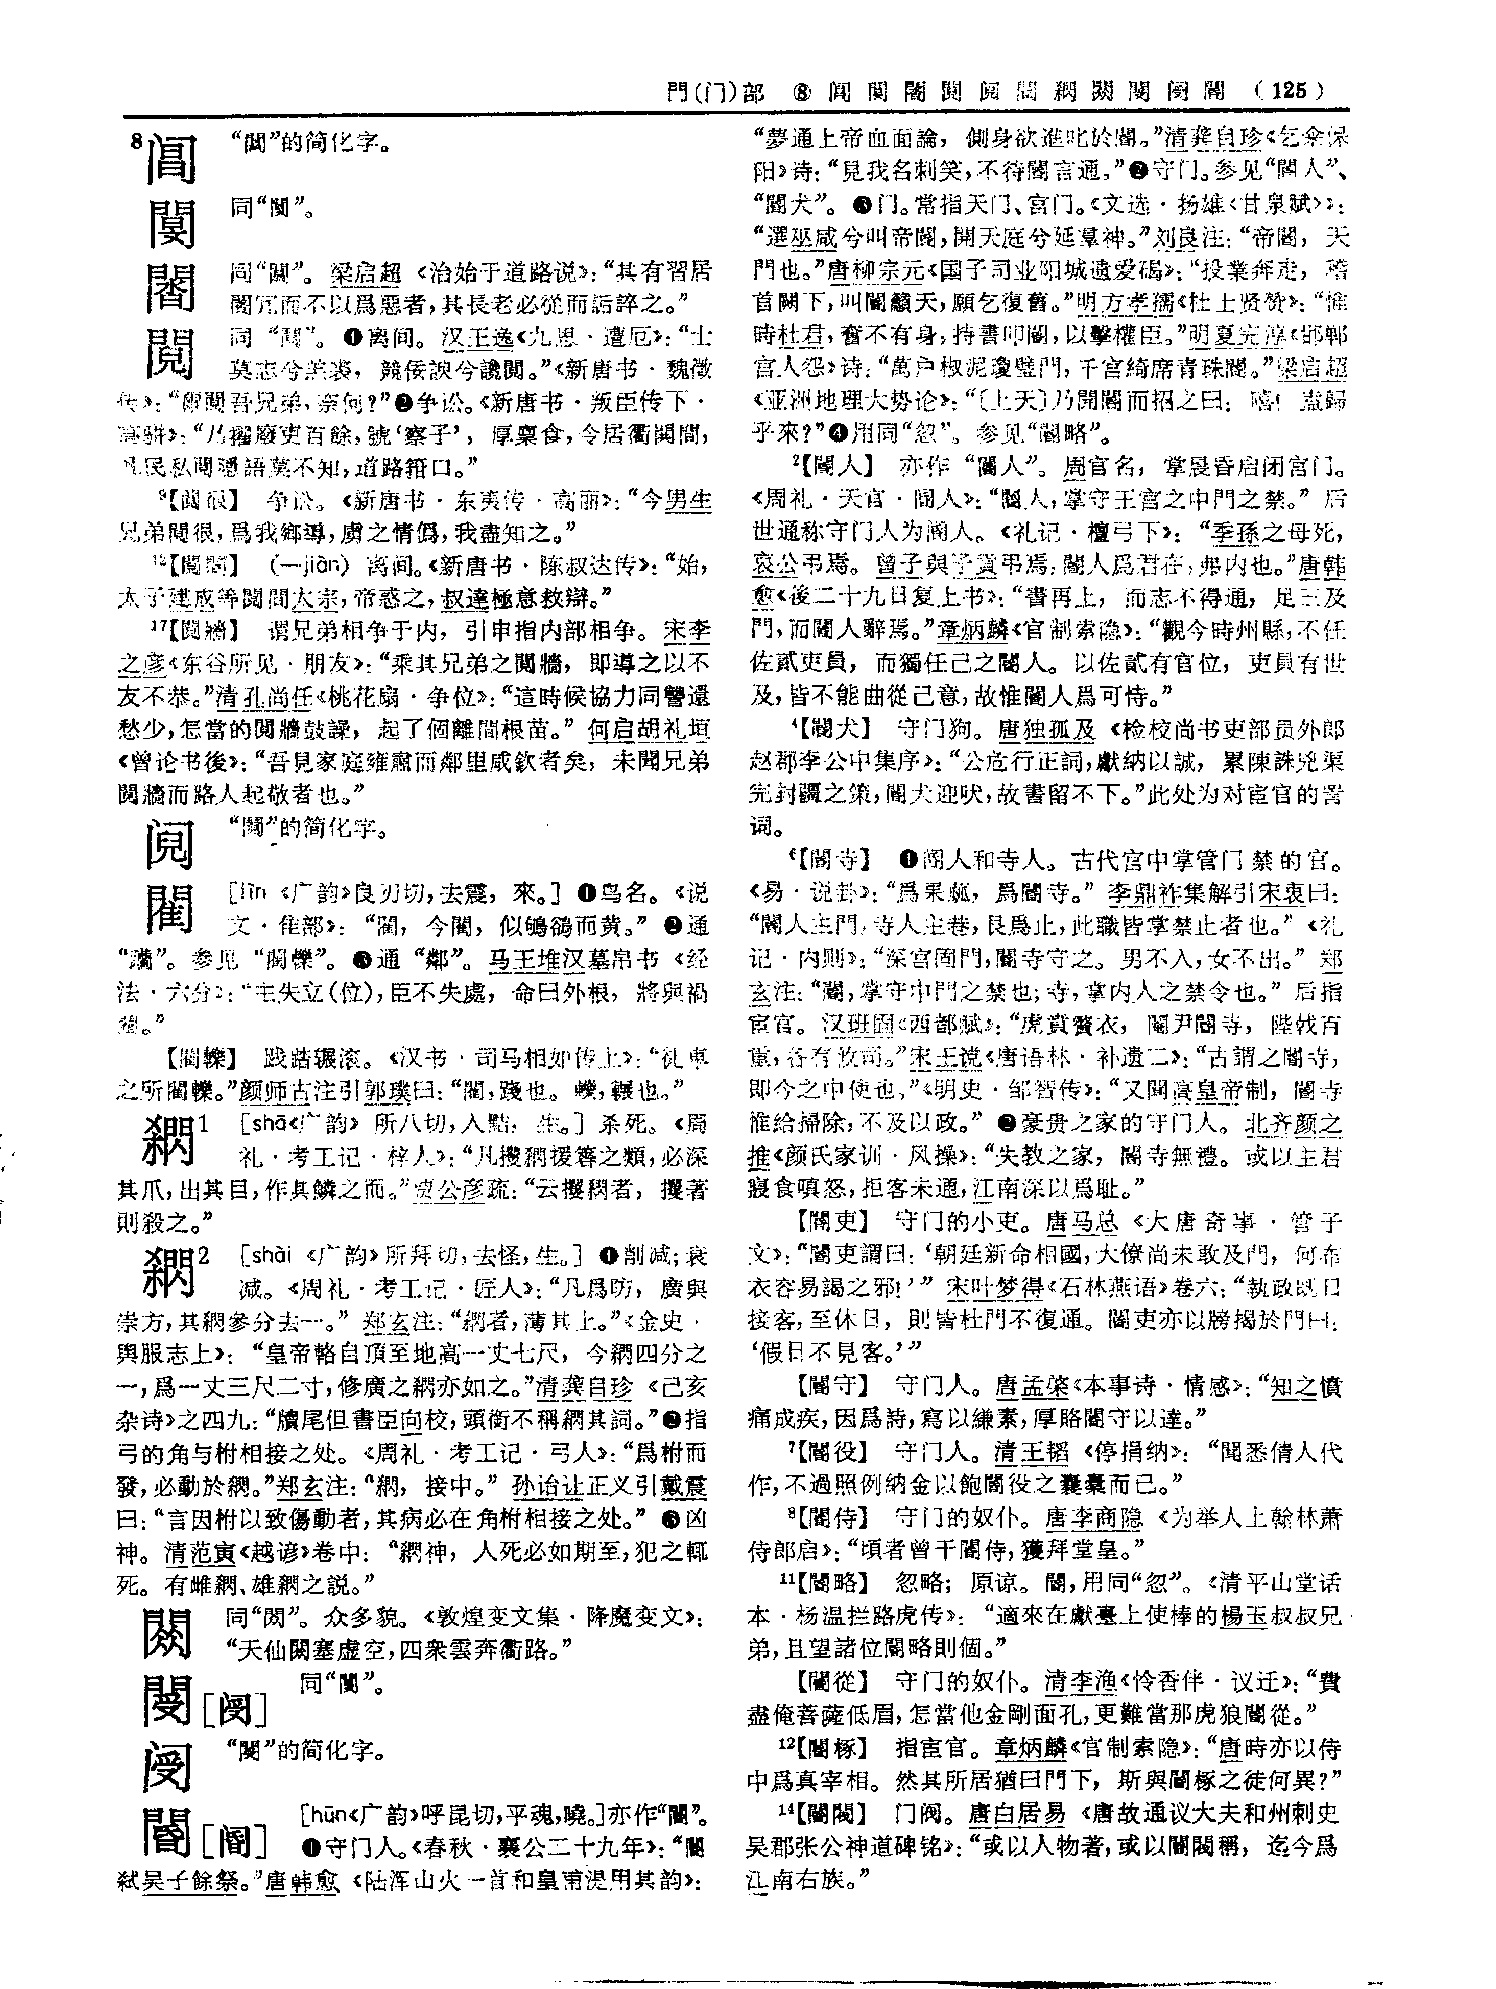 門(门)部 ⑧ (125)
8阊 “閶”的简化字。
同“閿”。
同“閻”。梁启超《治始于道路说》:“其有習居
閻冗而不以爲惡者,其長老必從而詬誶之。”
鬩 同“鬩”。❶离间。汉王逸《九思·遭厄》:“士
莫志兮羔裘,競佞諛兮讒鬩。”《新唐书·魏徵
传》:“鬩吾兄弟,奈何?”❷争讼。《新唐书·叛臣传下·
高骈》:“乃擢廢吏百餘,號‘察子’,厚稟食,令居衢鬨間,
凡民私鬩隱語莫不知,道路箝口。”
9【鬩很】 争讼。《新唐书·东夷传·高丽》:“今男生
兄弟鬩很,爲我鄉導,虜之情僞,我盡知之。”
12【鬩間】 (—jiàn) 离间。《新唐书·陈叔达传》:“始,
太子建成等鬩間太宗,帝惑之,叔達極意救辯。”
17【鬩牆】 谓兄弟相争于内,引申指内部相争。宋李
之彦《东谷所见·朋友》:“乘其兄弟之鬩牆,即導之以不
友不恭。”清孔尚任《桃花扇·争位》:“這時候協力同讐還
愁少,怎當的鬩牆鼓譟,起了個離間根苗。”何启胡礼垣
《曾论书後》:“吾見家庭雍肅而鄰里咸欽者矣,未聞兄弟
鬩牆而路人起敬者也。”
阋 “鬩”的简化字。
閵 [lìn《广韵》良刃切,去震,來。] ❶鸟名。《说
文·隹部》:“閵,今閵,似鴝鵒而黄。”❷通
“躪”。参见“閵轢”。❸通“鄰”。马王堆汉墓帛书《经
法·六分》:“主失立(位),臣不失處,命曰外根,將與禍
閵。”
【閵轢】 践踏辗滚。《汉书·司马相如传上》:“徒車
之所閵轢。”颜师古注引郭璞曰:“閵,踐也。轢,輾也。”
1 [shā《广韵》所八切,入黠,生。]杀死。《周
礼·考工记·梓人》:“凡攫閷援簭之類,必深
其爪,出其目,作其鱗之而。”贾公彦疏:“云攫閷者,攫著
則殺之。”
閷2 [shài《广韵》所拜切,去怪,生。] ❶削减;衰
减。《周礼·考工记·匠人》:“凡爲防,廣與
崇方,其閷參分去一。”郑玄注:“閷者,薄其上。”《金史·
輿服志上》:“皇帝輅自頂至地高一丈七尺,今閷四分之
一,爲一丈三尺二寸,修廣之閷亦如之。”清龚自珍《己亥
杂诗》之四九:“牘尾但書臣向校,頭銜不稱閷其詞。”❷指
弓的角与柎相接之处。《周礼·考工记·弓人》:“爲柎而
發,必動於閷。”郑玄注:“閷,接中。”孙诒让正义引戴震
曰:“言因柎以致傷動者,其病必在角柎相接之处。”❸凶
神。清范寅《越谚》卷中:“閷神,人死必如期至,犯之輒
死。有雌閷、雄閷之説。”
同“閦”。众多貌。《敦煌变文集·降魔变文》:
“天仙閦塞虚空,四衆雲奔衢路。”
閿[阌] 同“閿”。
阌 “閿”的简化字。
閽[阍] [hūn《广韵》呼昆切,平魂,曉。]亦作“閽”。
❶守门人。《春秋·襄公二十九年》:“閽
弑吴子餘祭。”唐韩愈《陆浑山火一首和皇甫湜用其韵》:
“夢通上帝血面論,側身欲進叱於閽。”清龚自珍《乞籴保
阳》诗:“見我名刺笑,不待閽言通。”❷守门。参见“閽人”、
“閽犬”。❸门。常指天门、宫门。《文选·扬雄〈甘泉赋〉》:
“選巫咸兮叫帝閽,開天庭兮延羣神。”刘良注:“帝閽,天
門也。”唐柳宗元《国子司业阳城遗爱碣》:“投業奔走,稽
首闕下,叫閽籲天,願乞復舊。”明方孝孺《杜士贤赞》:“惟
時杜君,奮不有身,持書叩閽,以擊權臣。”明夏完淳《邯郸
宫人怨》诗:“萬户椒泥瓊壁門,千宫綺席青珠閽。”梁启超
《亚洲地理大势论》:“〔上天〕乃開閽而招之曰:嘻!盍歸
乎來?”❹用同“忽”。参见“閽略”。
2【閽人】 亦作“閽人”。周官名,掌晨昏启闭宫门。
《周礼·天官·閽人》:“閽人,掌守王宫之中門之禁。”后
世通称守门人为阍人。《礼记·檀弓下》:“季孫之母死,
哀公弔焉。曾子與子貢弔焉,閽人爲君在,弗内也。”唐韩
愈《後二十九日复上书》:“書再上,而志不得通,足三及
門,而閽人辭焉。”章炳麟《官制索隐》:“觀今時州縣,不任
佐貳吏員,而獨任己之閽人。以佐貳有官位,吏員有世
及,皆不能曲從己意,故惟閽人爲可恃。”
4【閽犬】 守门狗。唐独孤及《检校尚书吏部员外郎
赵郡李公中集序》:“公危行正詞,獻納以誠,累陳誅兇渠
完封疆之策,閽犬迎吠,故書留不下。”此处为对宦官的詈
词。
6【閽寺】 ❶阍人和寺人。古代宫中掌管门禁的官。
《易·说卦》:“爲果蓏,爲閽寺。”李鼎祚集解引宋衷曰:
“閽人主門,寺人主巷,艮爲止,此職皆掌禁止者也。”《礼
记·内则》:“深宫固門,閽寺守之。男不入,女不出。”郑
玄注:“閽,掌守中門之禁也;寺,掌内人之禁令也。”后指
宦官。汉班固《西都赋》:“虎賁贅衣,閹尹閽寺,陛戟百
重,各有攸司。”宋王谠《唐语林·补遗二》:“古謂之閽寺,
即今之中使也。”《明史·邹智传》:“又聞高皇帝制,閽寺
惟給掃除,不及以政。”❷豪贵之家的守门人。北齐颜之
推《颜氏家训·风操》:“失教之家,閽寺無禮。或以主君
寢食嗔怒,拒客未通,江南深以爲耻。”
【閽吏】 守门的小吏。唐马总《大唐奇事·管子
文》:“閽吏謂曰:‘朝廷新命相國,大僚尚未敢及門,何布
衣容易謁之邪!’”宋叶梦得《石林燕语》卷六:“執政既日
接客,至休日,則皆杜門不復通。閽吏亦以牓揭於門曰:
‘假日不見客。’”
【閽守】 守门人。唐孟棨《本事诗·情感》:“知之憤
痛成疾,因爲詩,寫以縑素,厚賂閽守以達。”
7【閽役】 守门人。清王韬《停捐纳》:“聞悉倩人代
作,不過照例納金以飽閽役之囊橐而已。”
8【閽侍】 守门的奴仆。唐李商隐《为举人上翰林萧
侍郎启》:“頃者曾干閽侍,獲拜堂皇。”
11【閽略】 忽略;原谅。閽,用同“忽”。《清平山堂话
本·杨温拦路虎传》:“適來在獻臺上使棒的楊玉叔叔兄
弟,且望諸位閽略則個。”
【閽從】 守门的奴仆。清李渔《怜香伴·议迁》:“費
盡俺菩薩低眉,怎當他金剛面孔,更難當那虎狼閽從。”
12【閽椓】 指宦官。章炳麟《官制索隐》:“唐時亦以侍
中爲真宰相。然其所居猶曰門下,斯與閽椓之徒何異?”
14【閽閥】 门阀。唐白居易《唐故通议大夫和州刺史
吴郡张公神道碑铭》:“或以人物著,或以閽閥稱,迄今爲
江南右族。”